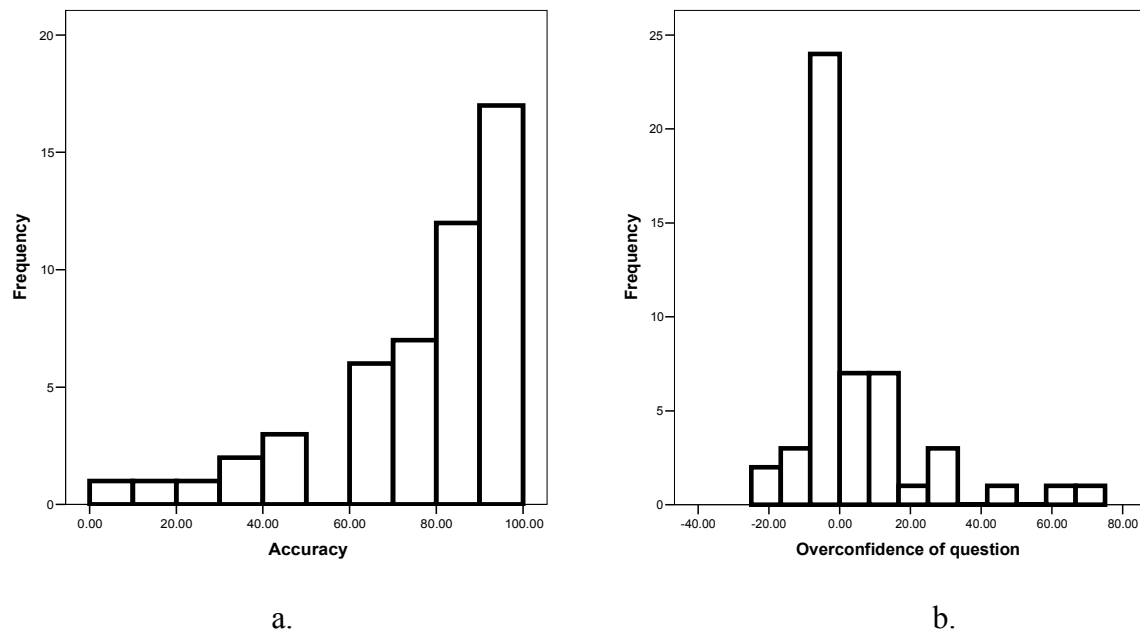 20
15
10
5
0
Frequency
0.00 20.00 40.00 60.00 80.00 100.00
Accuracy
a.
25
20
15
10
5
0
Frequency
-40.00 -20.00 0.00 20.00 40.00 60.00 80.00
Overconfidence of question
b.